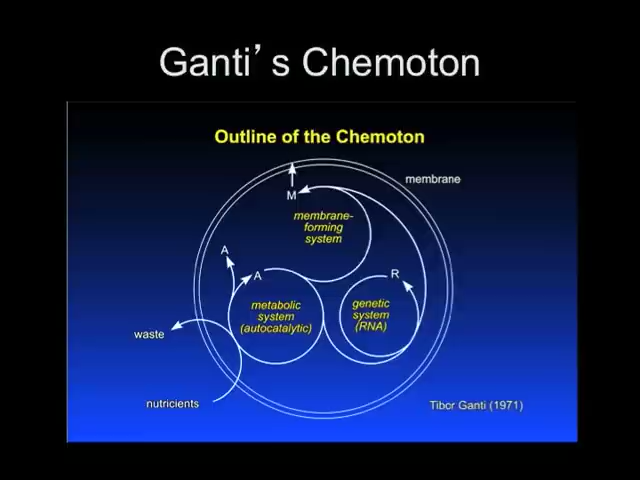 Ganti’s Chemoton
Outline of the Chemoton
membrane
M
membrane-
forming
system
A
A
R
metabolic
system
(autocatalytic)
genetic
system
(RNA)
waste
nutricients
Tibor Ganti (1971)